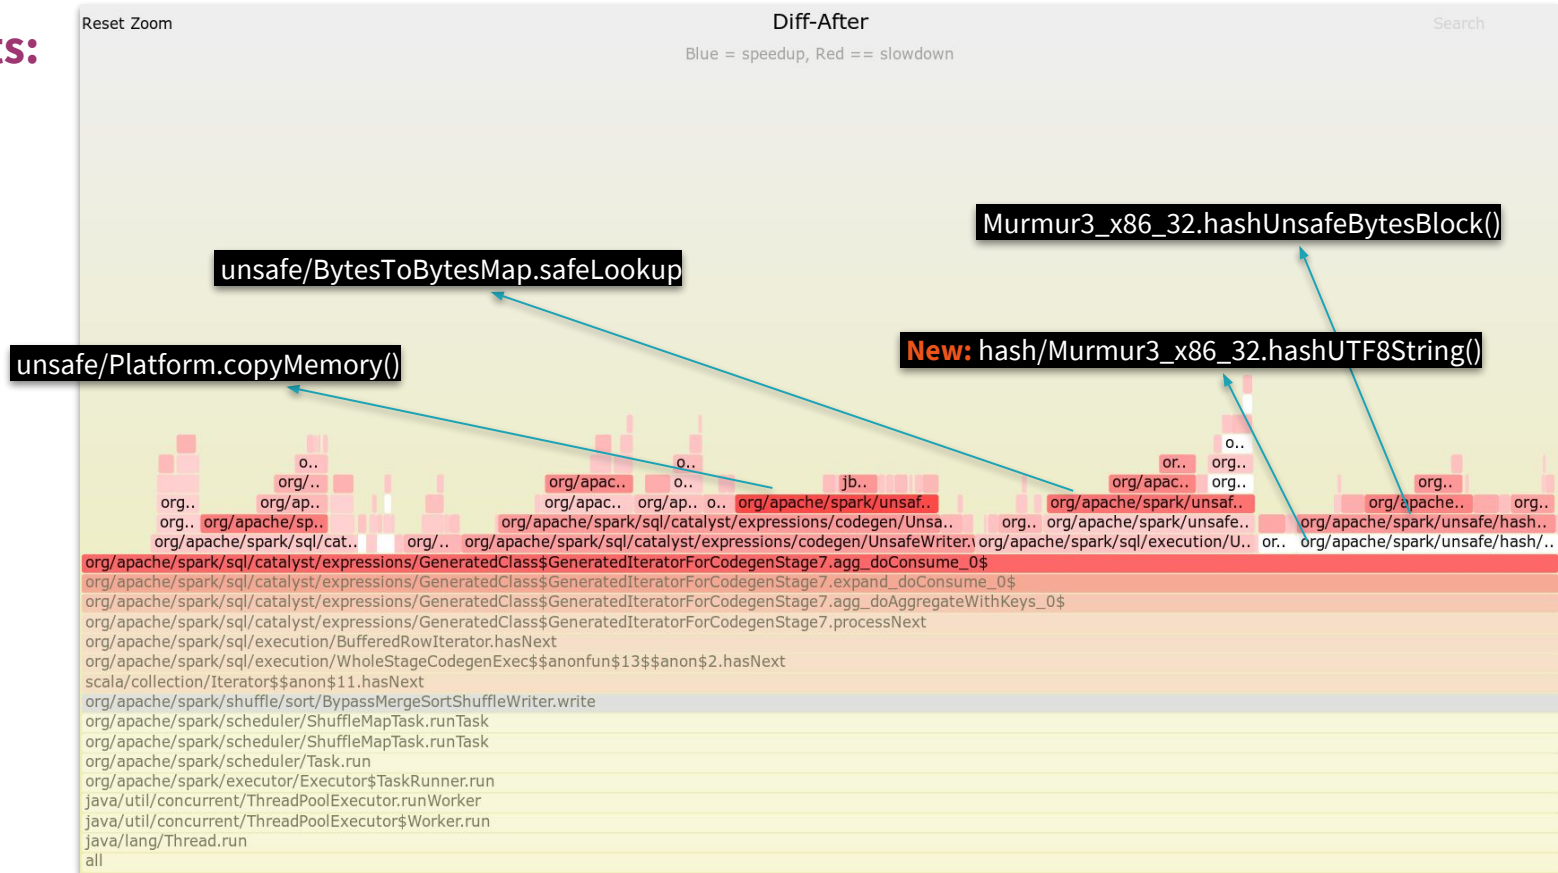 Reset Zoom
Diff-After
Search
ts:
Blue = speedup, Red == slowdown
Murmur3_x86_32.hashUnsafeBytesBlock()
unsafe/BytesToBytesMap.safeLookup
New: hash/Murmur3_x86_32.hashUTF8String()
unsafe/Platform.copyMemory()
o..
o.. o.. or.. org..
org/.. org/apac.. o.. jb.. org/apac.. org.. org..
org.. org/ap.. org/apac.. org/ap.. o.. org/apache/spark/unsaf.. org/apache/spark/unsaf.. org/apache.. org..
org.. org/apache/sp.. org/apache/spark/sql/catalyst/expressions/codegen/Unsa.. org.. org/apache/spark/unsafe.. org/apache/spark/unsafe/hash..
org/apache/spark/sql/cat.. org/.. org/apache/spark/sql/catalyst/expressions/codegen/UnsafeWriter.w org/apache/spark/sql/execution/U.. or.. org/apache/spark/unsafe/hash/..
org/apache/spark/sql/catalyst/expressions/GeneratedClass$GeneratedIteratorForCodegenStage7.agg_doConsume_0$
org/apache/spark/sql/catalyst/expressions/GeneratedClass$GeneratedIteratorForCodegenStage7.expand_doConsume_0$
org/apache/spark/sql/catalyst/expressions/GeneratedClass$GeneratedIteratorForCodegenStage7.agg_doAggregateWithKeys_0$
org/apache/spark/sql/catalyst/expressions/GeneratedClass$GeneratedIteratorForCodegenStage7.processNext
org/apache/spark/sql/execution/BufferedRowIterator.hasNext
org/apache/spark/sql/execution/WholeStageCodegenExec$$anonfun$13$$anon$2.hasNext
scala/collection/Iterator$$anon$11.hasNext
org/apache/spark/shuffle/sort/BypassMergeSortShuffleWriter.write
org/apache/spark/scheduler/ShuffleMapTask.runTask
org/apache/spark/scheduler/ShuffleMapTask.runTask
org/apache/spark/scheduler/Task.run
org/apache/spark/executor/Executor$TaskRunner.run
java/util/concurrent/ThreadPoolExecutor.runWorker
java/util/concurrent/ThreadPoolExecutor$Worker.run
java/lang/Thread.run
all